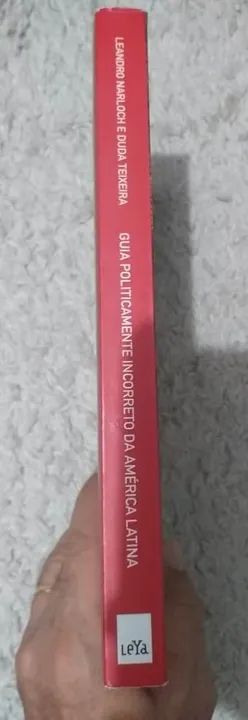 LEANDRO NARLOCH E DUDA TEIXEIRA
GUIA POLITICAMENTE INCORRETO DA AMÉRICA LATINA
LeYa